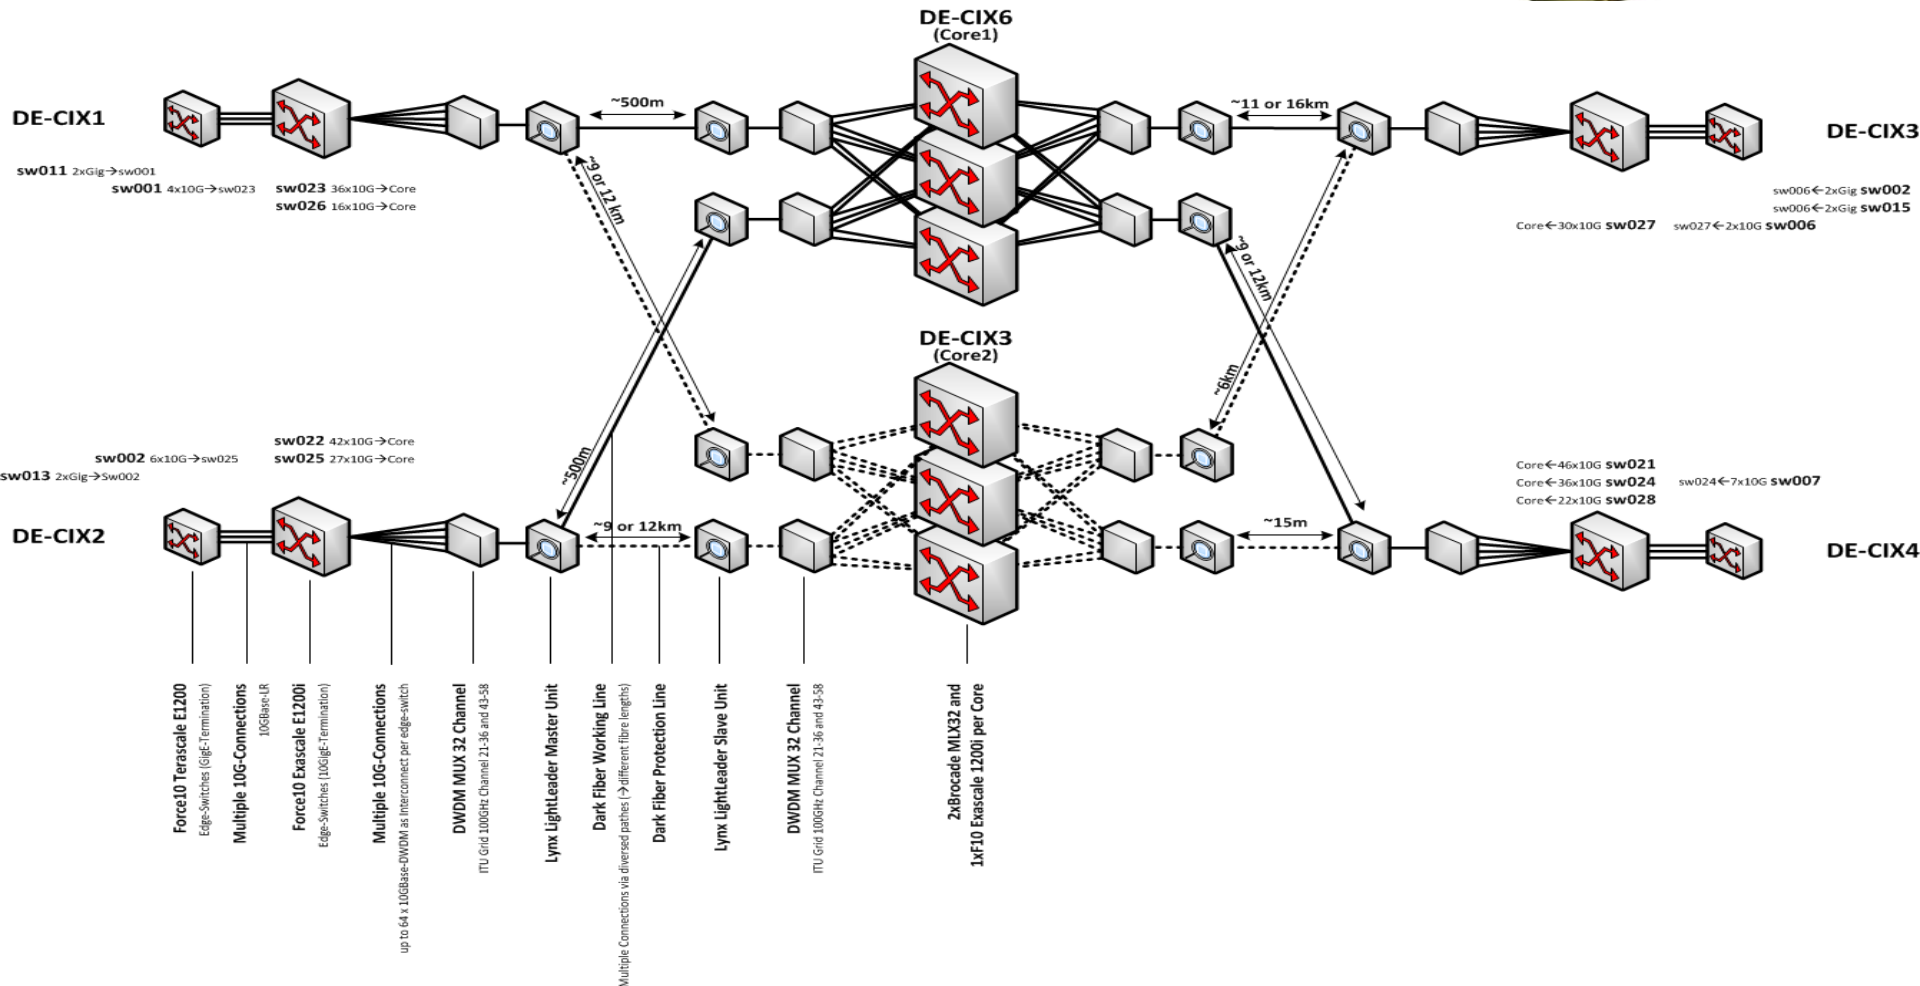 DE-CIX6
(Core1)
DE-CIX1
~500m
~11 or 16km
DE-CIX3
sw011 2xGig→sw001
sw001 4x10G→sw023
sw023 36x10G→Core
sw026 16x10G→Core
~9 or 12 km
~9 or 12km
sw006←2xGig sw002
sw006←2xGig sw015
Core←30x10G sw027
sw027←2x10G sw006
DE-CIX3
(Core2)
~6km
~500m
sw022 42x10G→Core
sw002 6x10G→sw025
sw025 27x10G→Core
sw013 2xGig→Sw002
Core←46x10G sw021
Core←36x10G sw024
sw024←7x10G sw007
Core←22x10G sw028
DE-CIX2
~9 or 12km
~15m
DE-CIX4
Force10 Terascale E1200
Edge-Switches (GigE-Termination)
Multiple 10G-Connections
10GBase-LR
Force10 Exascale E1200i
Edge-Switches (10GigE-Termination)
Multiple 10G-Connections
up to 64 x 10GBase-DWDM as Interconnect per edge-switch
DWDM MUX 32 Channel
ITU Grid 100GHz Channel 21-36 and 43-58
Lynx LightLeader Master Unit
Dark Fiber Working Line
Multiple Connections via diversed pathes (→different fibre lengths)
Dark Fiber Protection Line
Lynx LightLeader Slave Unit
DWDM MUX 32 Channel
ITU Grid 100GHz Channel 21-36 and 43-58
2xBrocade MLX32 and
1xF10 Exascale 1200i per Core